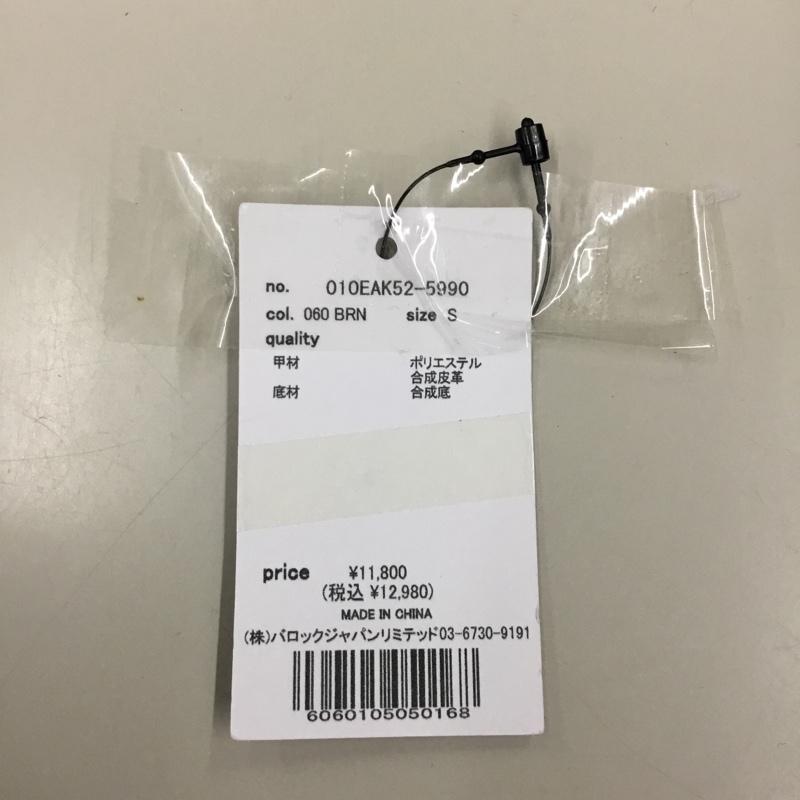 no. 010EAK52-5990
col. 060 BRN size S
quality
甲材 ポリエステル
合成皮革
底材 合成底
price ¥11,800
(税込 ¥12,980)
MADE IN CHINA
(株)バロックジャパンリミテッド03-6730-9191
6060105050168